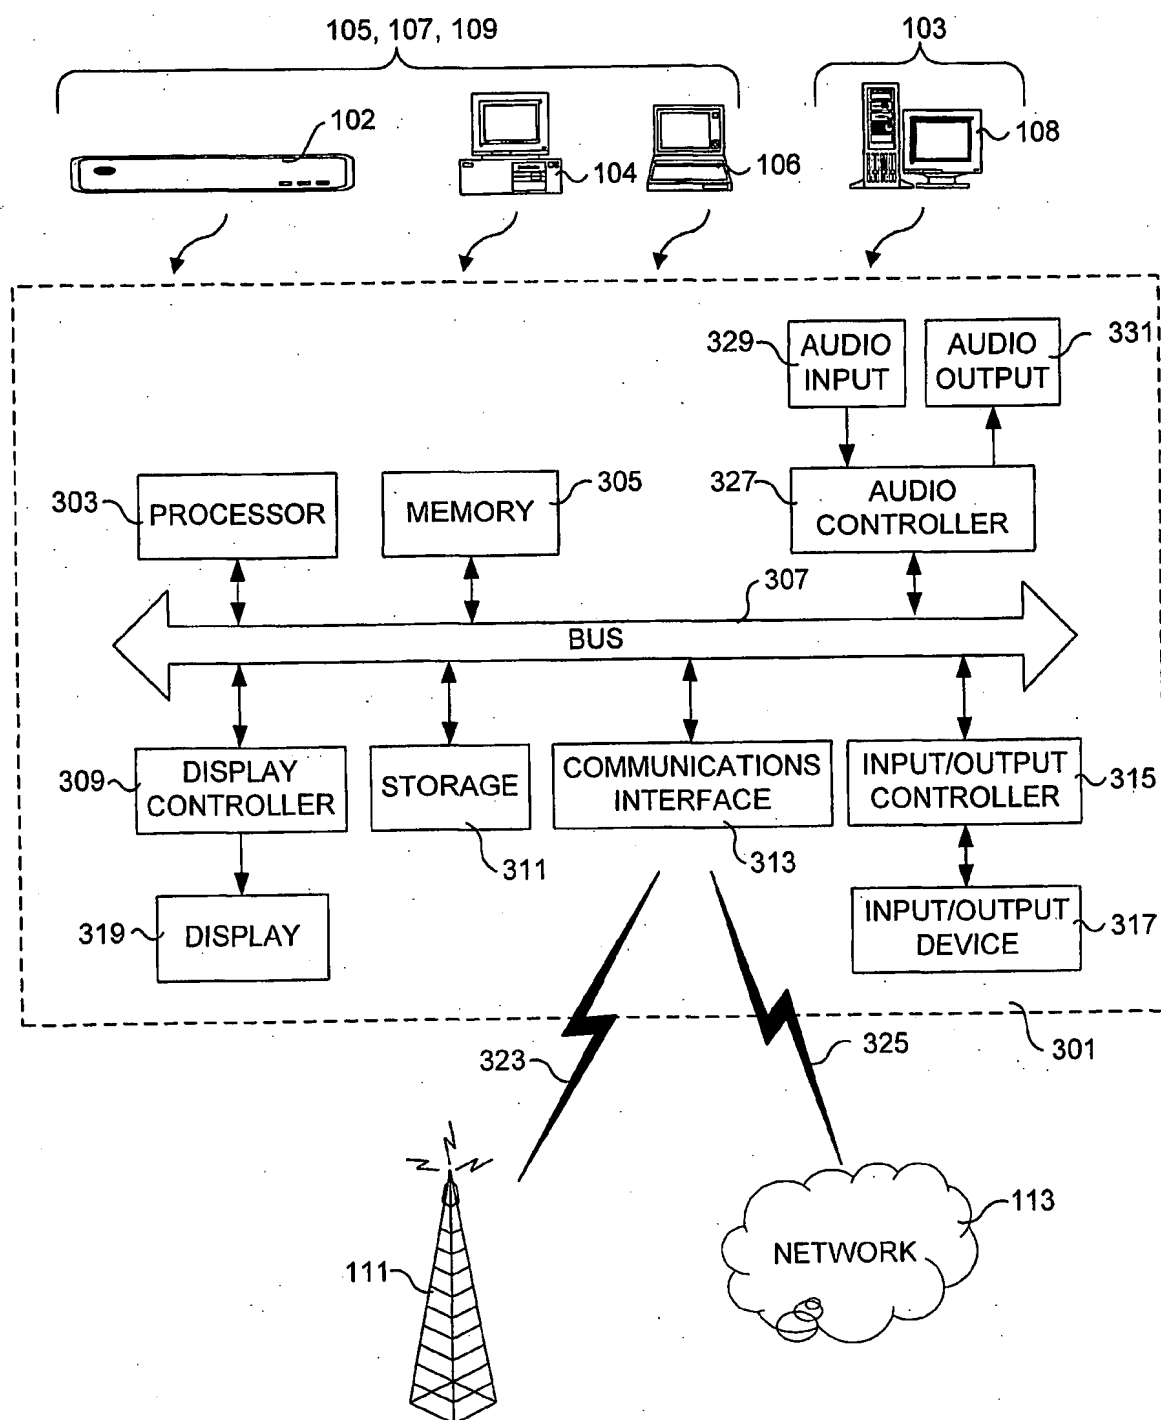 105, 107, 109
103
102
104
106
108
329
AUDIO
INPUT
AUDIO
OUTPUT
331
303
PROCESSOR
MEMORY
305
327
AUDIO
CONTROLLER
307
BUS
309
DISPLAY
CONTROLLER
STORAGE
311
COMMUNICATIONS
INTERFACE
313
INPUT/OUTPUT
CONTROLLER
315
319
DISPLAY
INPUT/OUTPUT
DEVICE
317
323
325
301
111
NETWORK
113